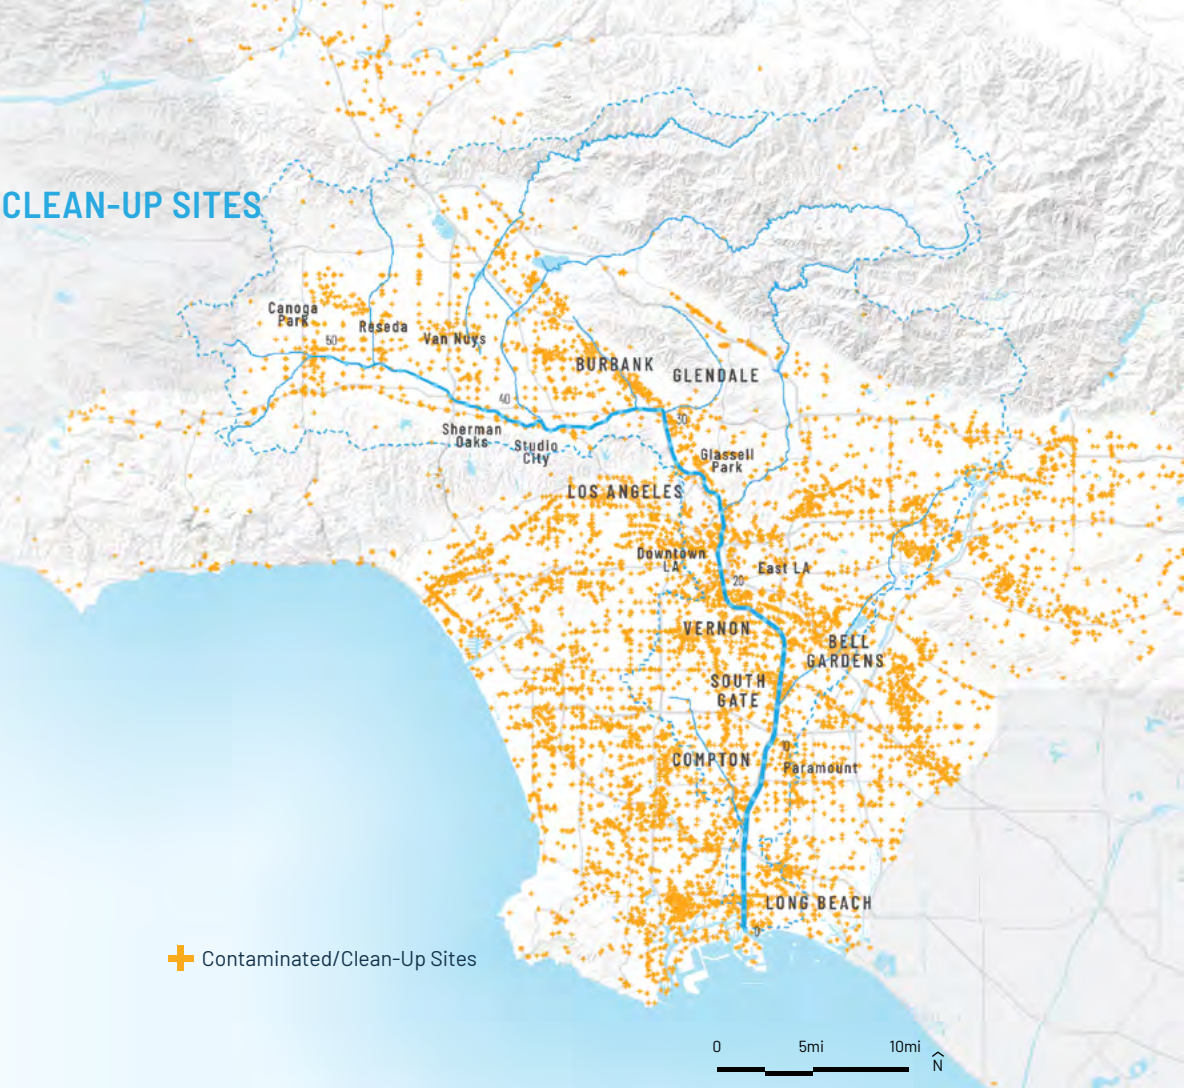 CLEAN-UP SITES
Canoga
Park
Reseda
50
Van Nuys
BURBANK
GLENDALE
40
30
Sherman
Oaks
Studio
City
Glassell
Park
LOS ANGELES
Downtown
LA
East LA
20
VERNON
BELL
GARDENS
SOUTH
GATE
COMPTON
Paramount
LONG BEACH
0
Contaminated/Clean-Up Sites
0 5mi 10mi
N